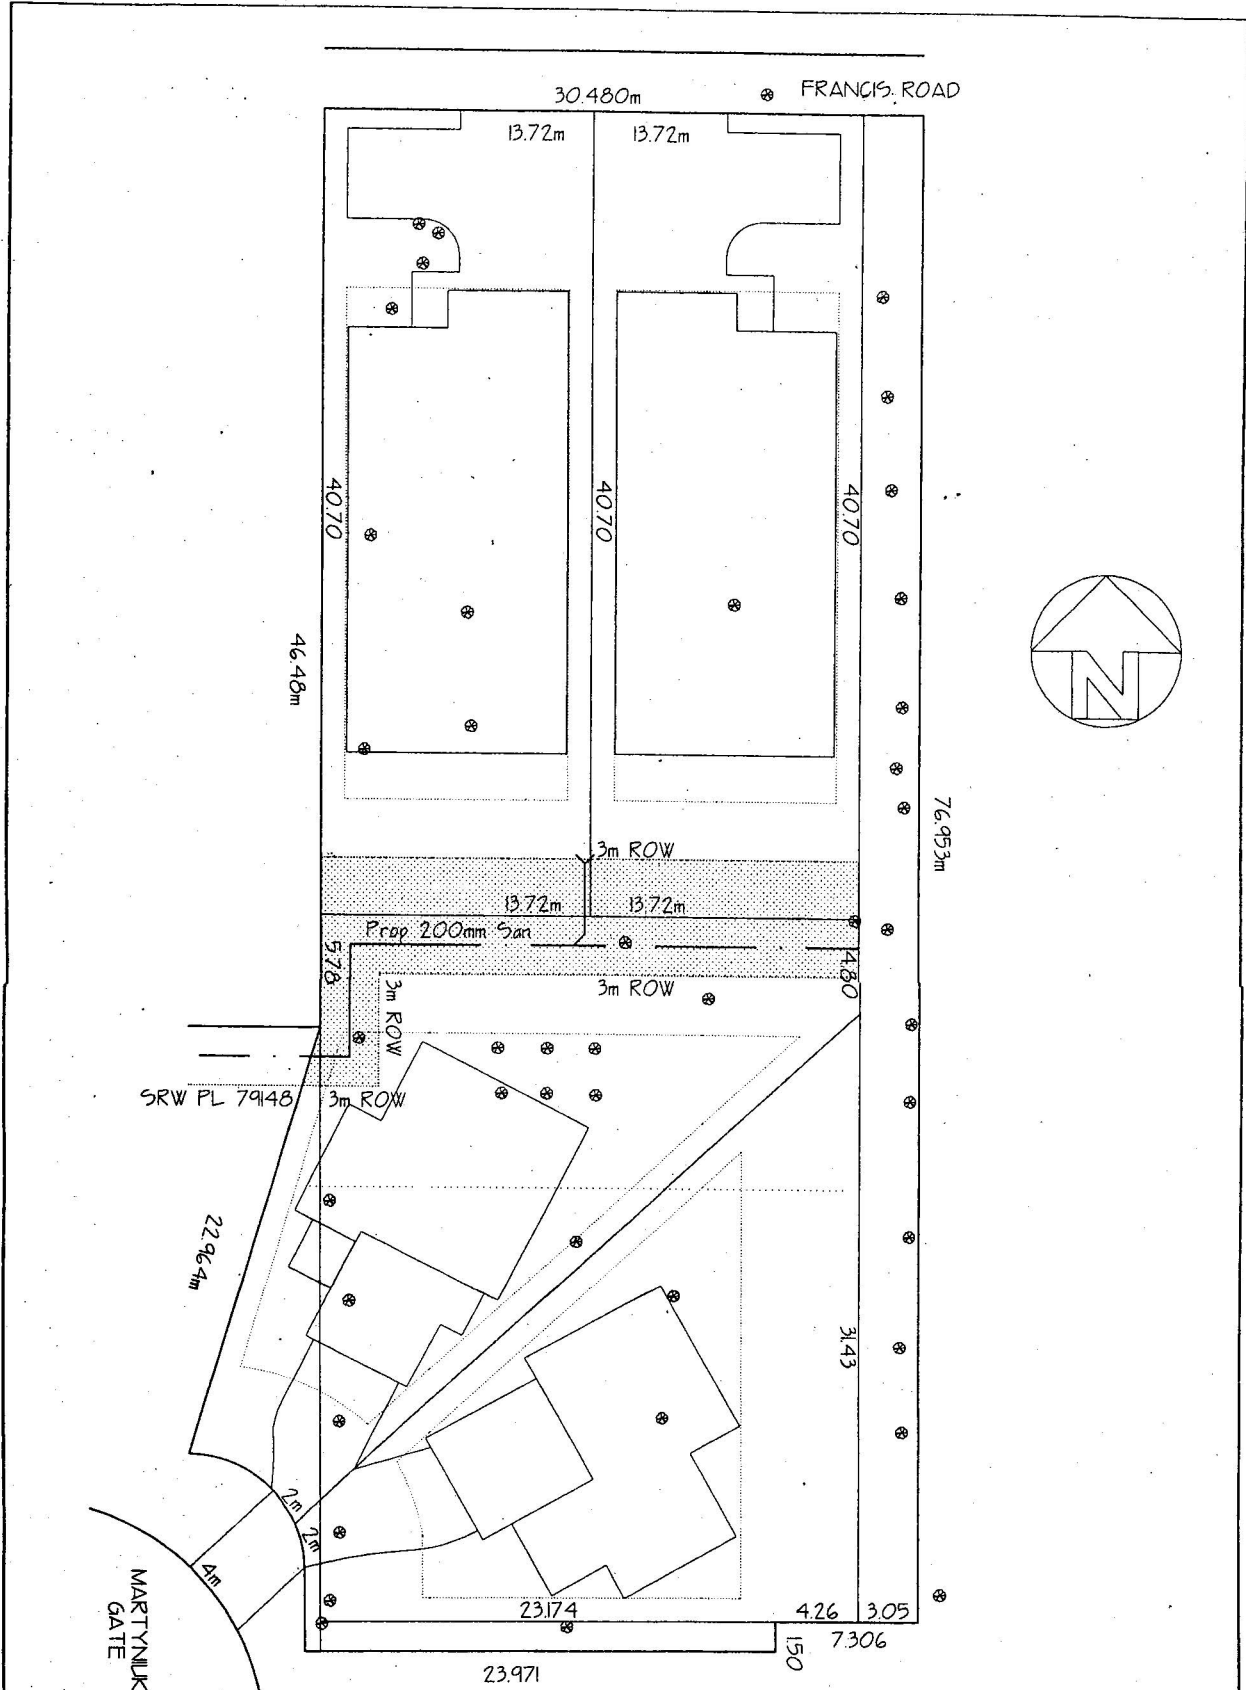 FRANCIS ROAD
30.480m
13.72m
13.72m
40.70
40.70
40.70
46.48m
N
76.953m
3m ROW
13.72m
13.72m
Prop 200mm San
5.78
4.80
3m ROW
3m ROW
SRW PL 79148
3m ROW
22.964m
31.43
2m
2m
4m
MARTYNIUK
GATE
23.174
4.26
3.05
7.306
1.50
23.971